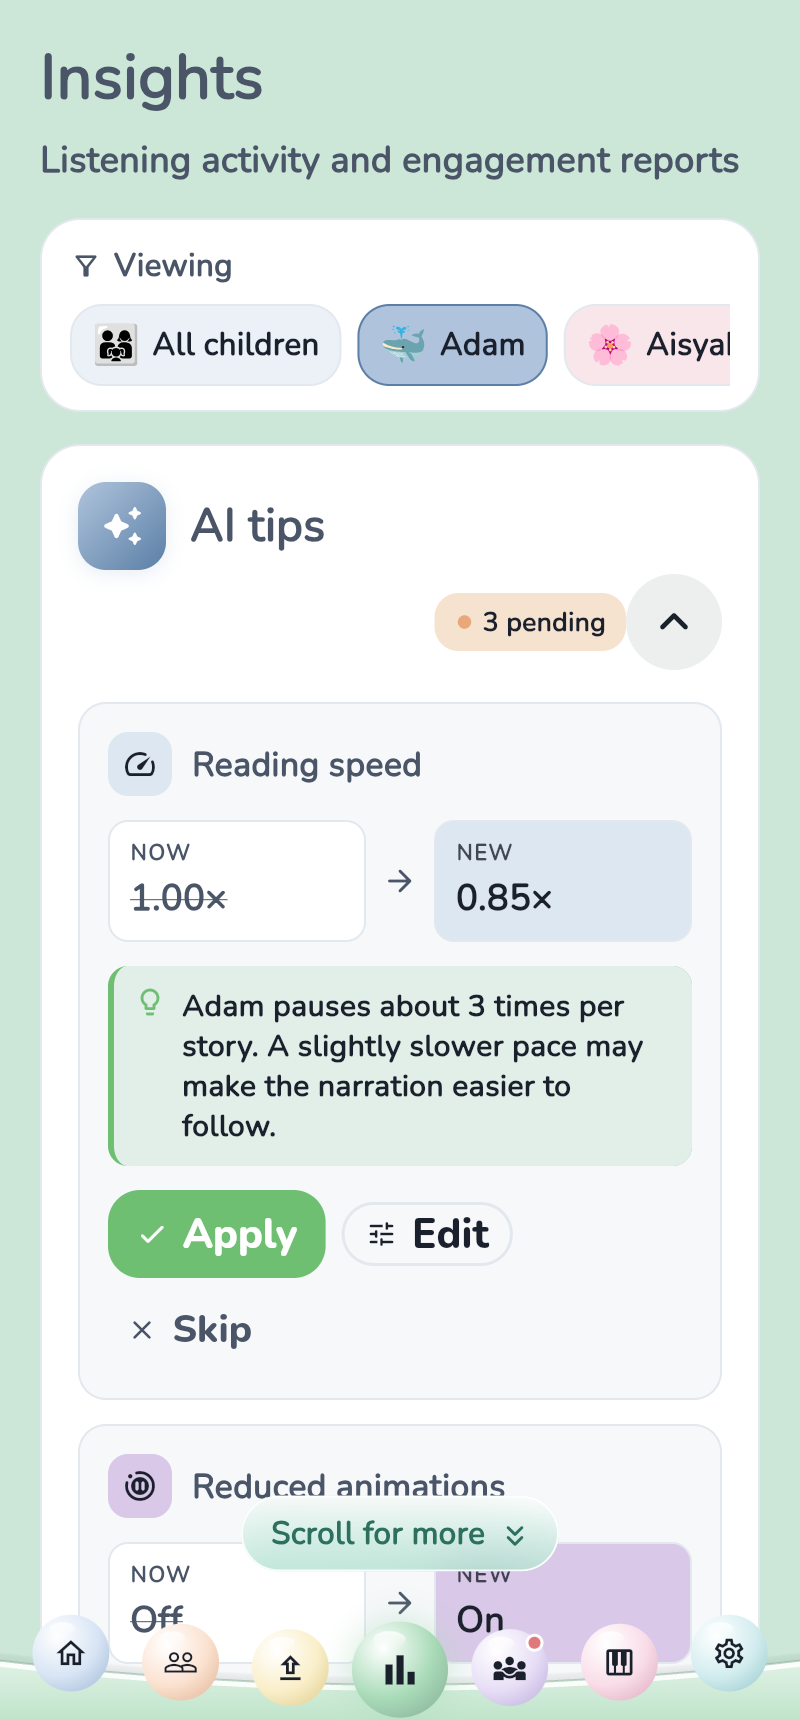 Insights
Listening activity and engagement reports
Viewing
All children
Adam
AI tips
3 pending
Reading speed
NOW
1.00×
NEW
0.85×
Adam pauses about 3 times per
story. A slightly slower pace may
make the narration easier to
follow.
Apply
Edit
Skip
Reduced animations
Scroll for more
NOW
Off
NEW
On